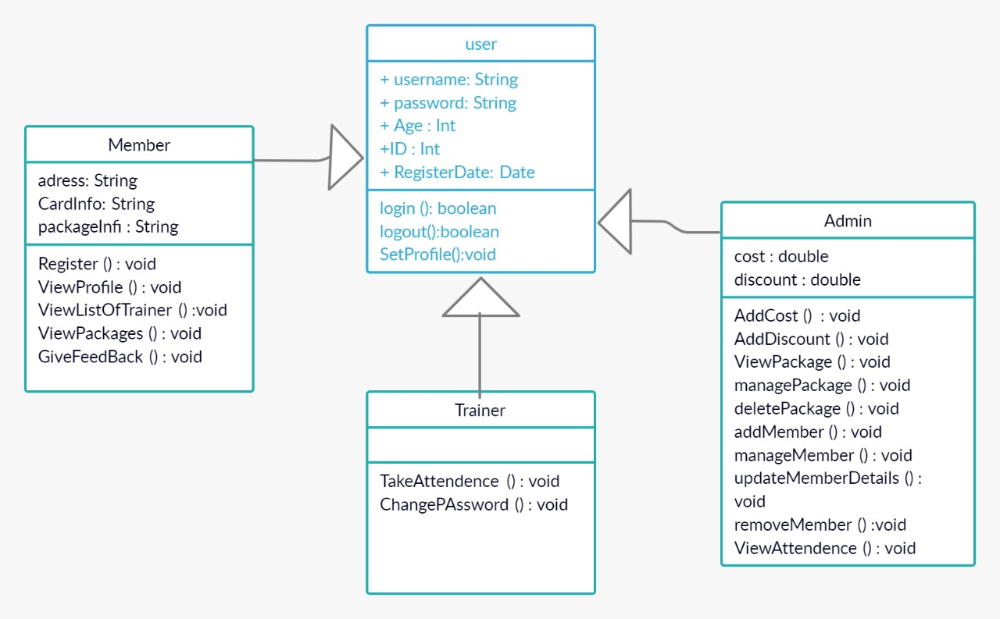 user
+ username: String
+ password: String
+ Age : Int
+ID : Int
+ RegisterDate: Date
login (): boolean
logout():boolean
SetProfile():void
Member
adress: String
CardInfo: String
packageInfi : String
Register () : void
ViewProfile () : void
ViewListOfTrainer () :void
ViewPackages () : void
GiveFeedBack () : void
Trainer
TakeAttendence () : void
ChangePAssword () : void
Admin
cost : double
discount : double
AddCost () : void
AddDiscount () : void
ViewPackage () : void
managePackage () : void
deletePackage () : void
addMember () : void
manageMember () : void
updateMemberDetails () :
void
removeMember () :void
ViewAttendence () : void